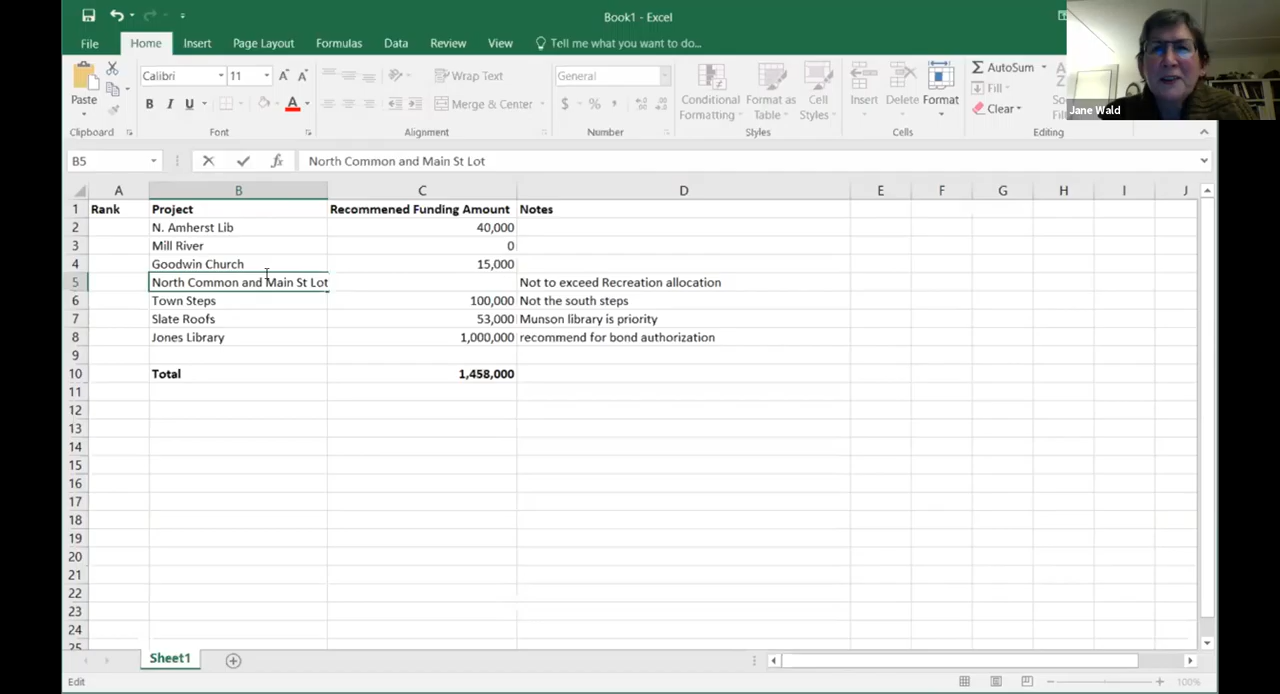 Book1 - Excel
File Home Insert Page Layout Formulas Data Review View Tell me what you want to do...
Paste
Calibri 11 A A
B I U A
Wrap Text
Merge & Center
General
$ % ,
Conditional Formatting
Format as Table
Cell Styles
Insert Delete Format
AutoSum
Fill
Clear
Jane Wald
Clipboard Font Alignment Number Styles Cells Editing
B5 fx North Common and Main St Lot
A B C D E F G H I J
1 Rank Project Recommened Funding Amount Notes
2 N. Amherst Lib 40,000
3 Mill River 0
4 Goodwin Church 15,000
5 North Common and Main St Lot Not to exceed Recreation allocation
6 Town Steps 100,000 Not the south steps
7 Slate Roofs 53,000 Munson library is priority
8 Jones Library 1,000,000 recommend for bond authorization
9
10 Total 1,458,000
11
12
13
14
15
16
17
18
19
20
21
22
23
24
25
Sheet1
Edit 100%